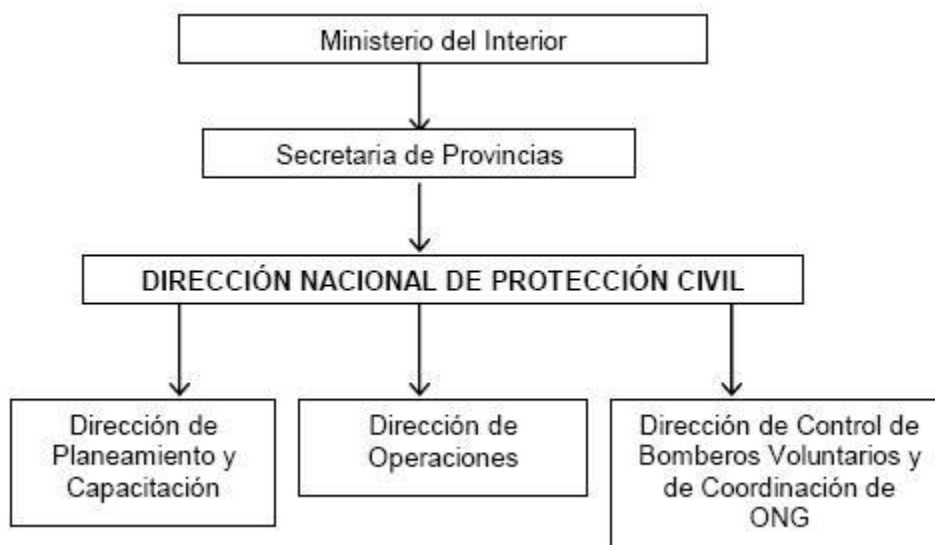 Ministerio del Interior
Secretaria de Provincias
DIRECCIÓN NACIONAL DE PROTECCIÓN CIVIL
Dirección de
Planeamiento y
Capacitación
Dirección de
Operaciones
Dirección de Control de
Bomberos Voluntarios y
de Coordinación de
ONG